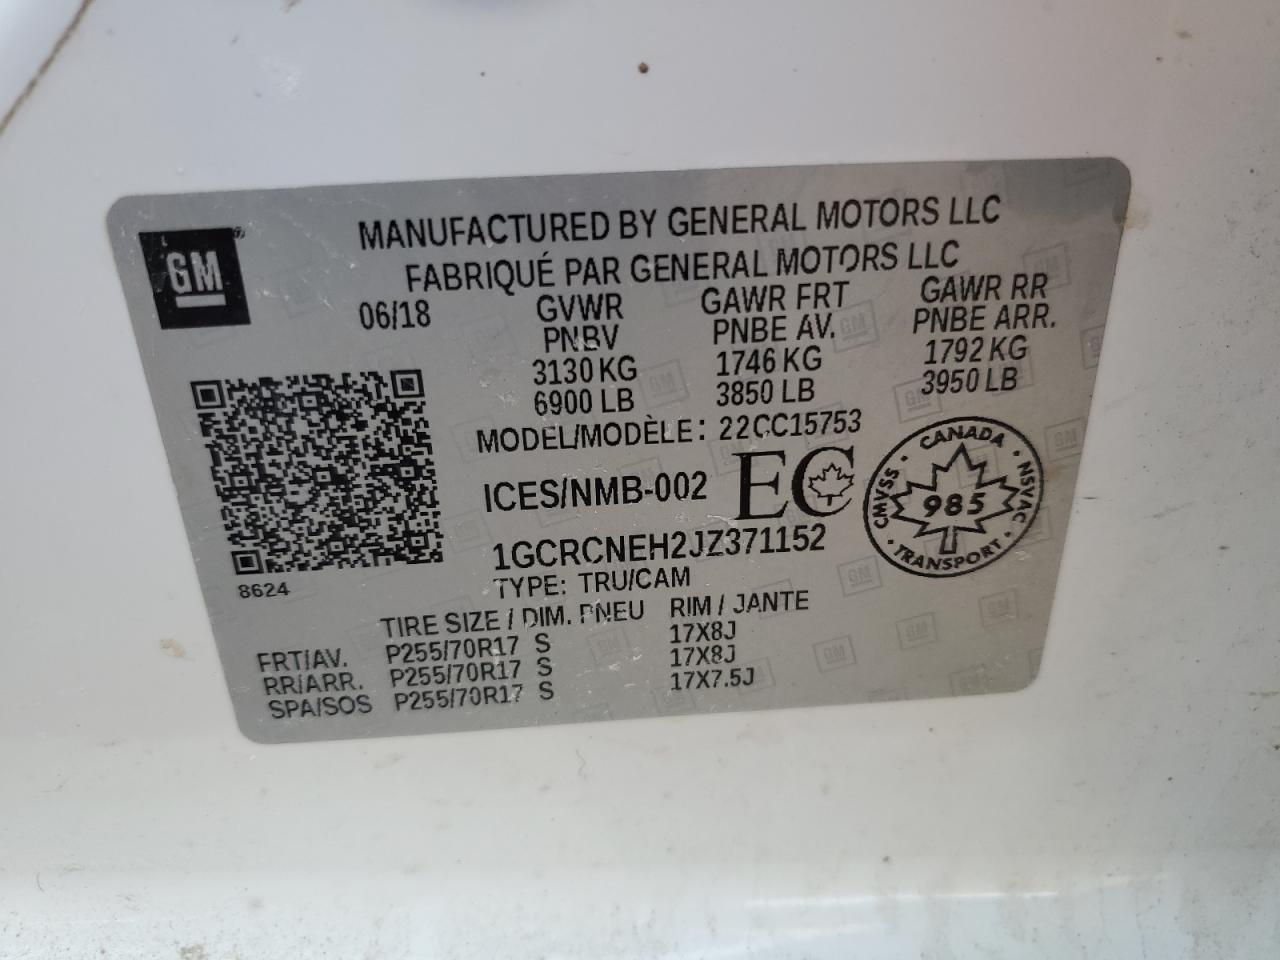 GM
MANUFACTURED BY GENERAL MOTORS LLC
FABRIQUÉ PAR GENERAL MOTORS LLC
06/18 GVWR GAWR FRT GAWR RR
PNBV PNBE AV. PNBE ARR.
3130 KG 1746 KG 1792 KG
6900 LB 3850 LB 3950 LB
MODEL/MODÈLE: 22CC15753
ICES/NMB-002 EC
CANADA
CMVSS · 985 · NSVAC
TRANSPORT
1GCRCNEH2JZ371152
8624
TYPE: TRU/CAM
TIRE SIZE / DIM. PNEU RIM / JANTE
FRT/AV. P255/70R17 S 17X8J
RR/ARR. P255/70R17 S 17X8J
SPA/SOS P255/70R17 S 17X7.5J